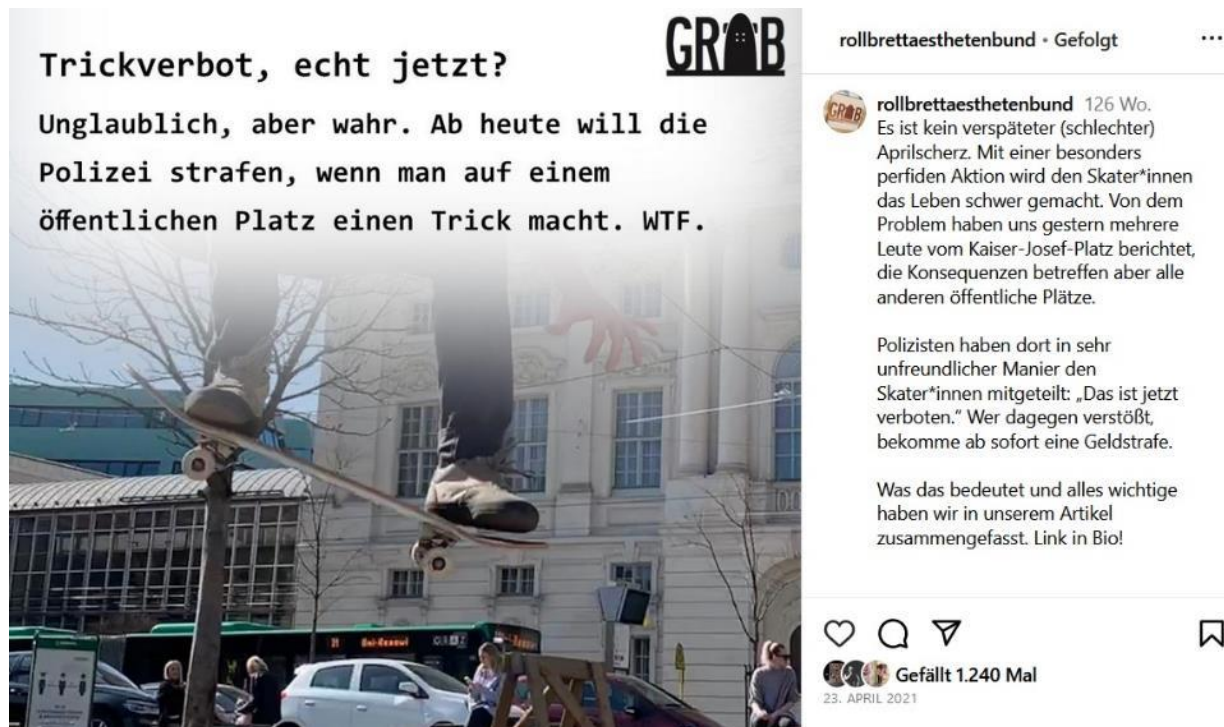 GRAB
Trickverbot, echt jetzt?
Unglaublich, aber wahr. Ab heute will die
Polizei strafen, wenn man auf einem
öffentlichen Platz einen Trick macht. WTF.
31 Uni-Resowi GRAZ
rollbrettaesthetenbund • Gefolgt
GRAB
rollbrettaesthetenbund 126 Wo.
Es ist kein verspäteter (schlechter)
Aprilscherz. Mit einer besonders
perfiden Aktion wird den Skater*innen
das Leben schwer gemacht. Von dem
Problem haben uns gestern mehrere
Leute vom Kaiser-Josef-Platz berichtet,
die Konsequenzen betreffen aber alle
anderen öffentliche Plätze.
Polizisten haben dort in sehr
unfreundlicher Manier den
Skater*innen mitgeteilt: „Das ist jetzt
verboten.“ Wer dagegen verstößt,
bekomme ab sofort eine Geldstrafe.
Was das bedeutet und alles wichtige
haben wir in unserem Artikel
zusammengefasst. Link in Bio!
Gefällt 1.240 Mal
23. APRIL 2021